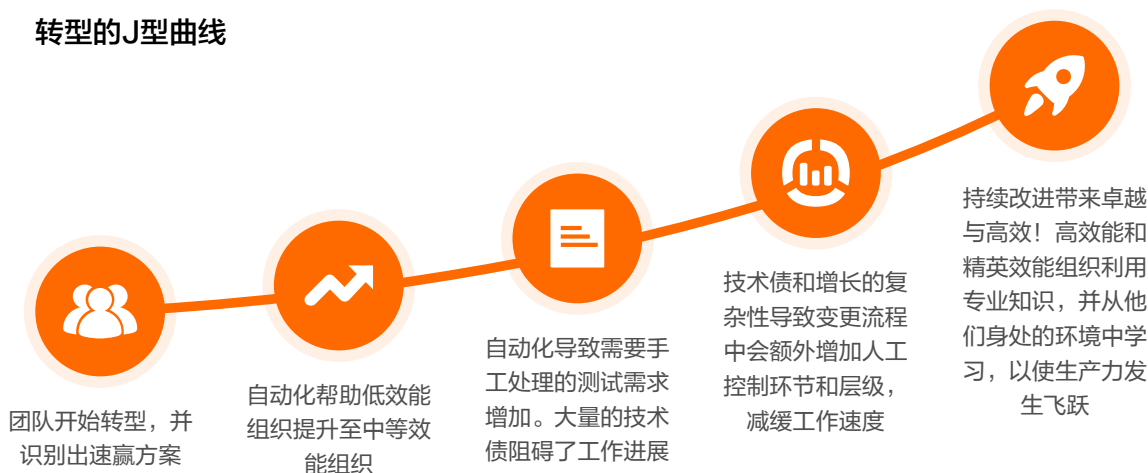 转型的J型曲线
团队开始转型，并
识别出速赢方案
自动化帮助低效能
组织提升至中等效
能组织
自动化导致需要手
工处理的测试需求
增加。大量的技术
债阻碍了工作进展
技术债和增长的复
杂性导致变更流程
中会额外增加人工
控制环节和层级，
减缓工作速度
持续改进带来卓越
与高效！高效能和
精英效能组织利用
专业知识，并从他
们身处的环境中学
习，以使生产力发
生飞跃